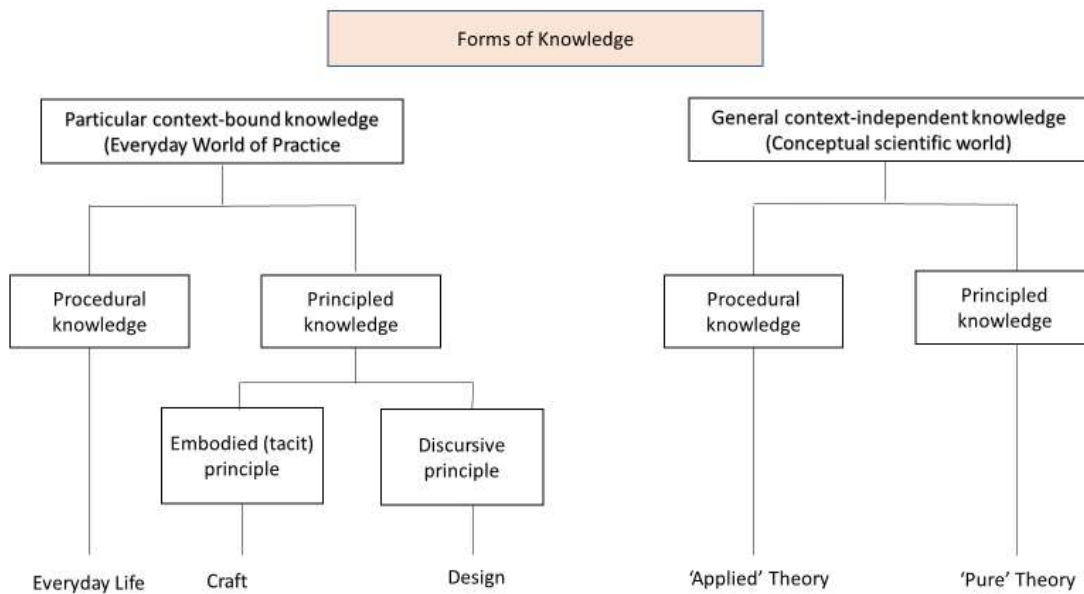 Forms of Knowledge
Particular context-bound knowledge
(Everyday World of Practice
General context-independent knowledge
(Conceptual scientific world)
Procedural
knowledge
Principled
knowledge
Procedural
knowledge
Principled
knowledge
Embodied (tacit)
principle
Discursive
principle
Everyday Life
Craft
Design
‘Applied’ Theory
‘Pure’ Theory